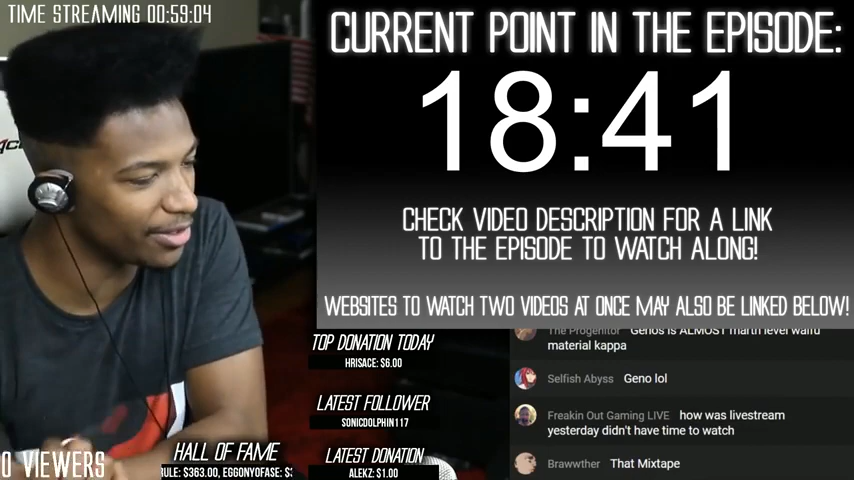 TIME STREAMING 00:59:04
CURRENT POINT IN THE EPISODE:
18:41
CHECK VIDEO DESCRIPTION FOR A LINK
TO THE EPISODE TO WATCH ALONG!
WEBSITES TO WATCH TWO VIDEOS AT ONCE MAY ALSO BE LINKED BELOW!
TOP DONATION TODAY
HRISACE: $6.00
LATEST FOLLOWER
SONICDOLPHIN117
LATEST DONATION
ALEKZ: $1.00
HALL OF FAME
RULE: $363.00, EGGONYOFASE: $
0 VIEWERS
The Progenitor Genos is ALMOST marth level waifu
material kappa
Selfish Abyss Geno lol
Freakin Out Gaming LIVE how was livestream
yesterday didn't have time to watch
Brawwther That Mixtape